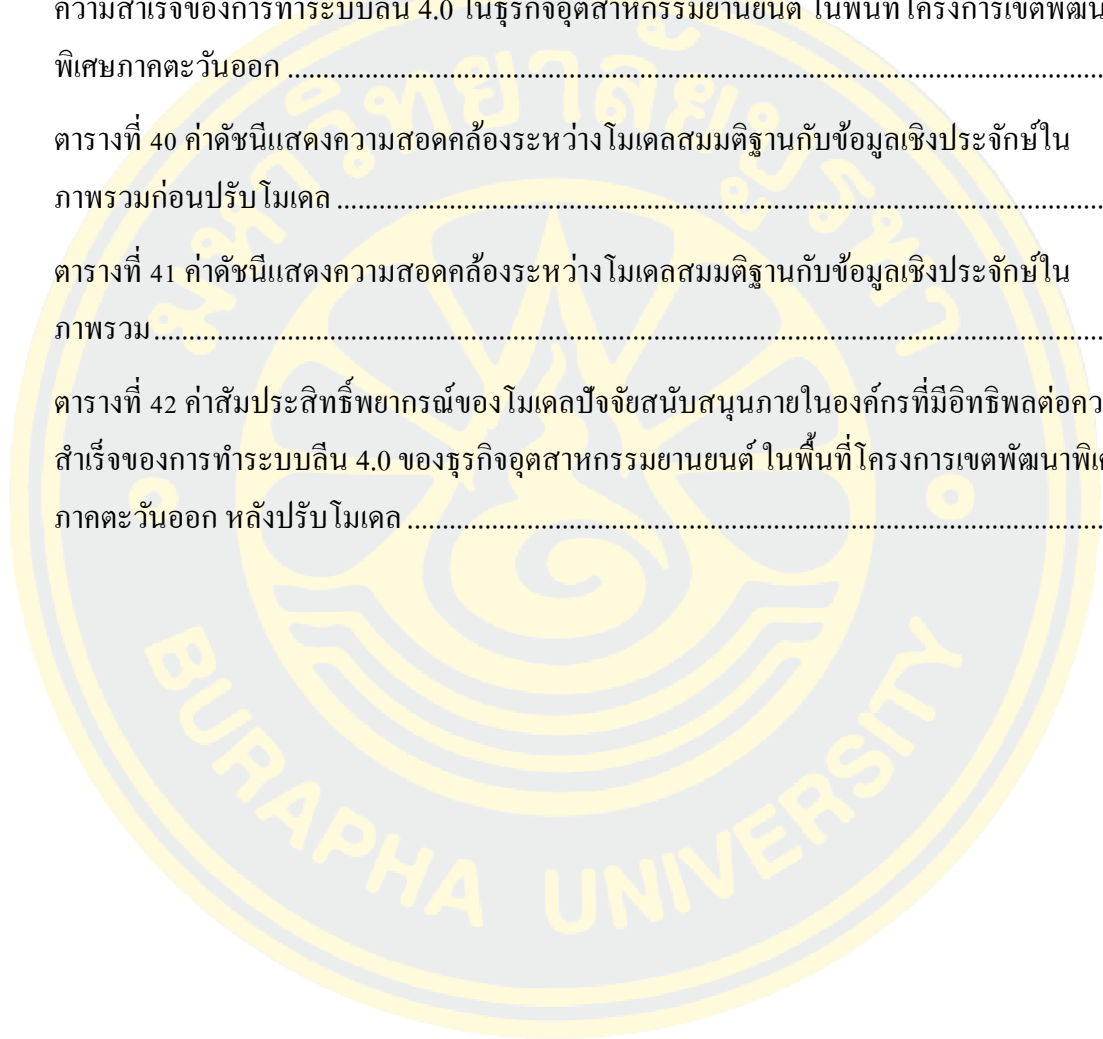 ความสำเร็จของการทำระบบลีน 4.0 ในธุรกิจอุตสาหกรรมยานยนต์ ในพื้นที่โครงการเขตพัฒน
พิเศษภาคตะวันออก ....................................................................................................................
ตารางที่ 40 ค่าดัชนีแสดงความสอดคล้องระหว่างโมเดลสมมติฐานกับข้อมูลเชิงประจักษ์ใน
ภาพรวมก่อนปรับโมเดล .............................................................................................................
ตารางที่ 41 ค่าดัชนีแสดงความสอดคล้องระหว่างโมเดลสมมติฐานกับข้อมูลเชิงประจักษ์ใน
ภาพรวม.......................................................................................................................................
ตารางที่ 42 ค่าสัมประสิทธิ์พยากรณ์ของโมเดลปัจจัยสนับสนุนภายในองค์กรที่มีอิทธิพลต่อคว
สำเร็จของการทำระบบลีน 4.0 ของธุรกิจอุตสาหกรรมยานยนต์ ในพื้นที่โครงการเขตพัฒนาพิเศ
ภาคตะวันออก หลังปรับโมเดล ...................................................................................................
มหาวิทยาลัยบูรพา
BURAPHA UNIVERSITY